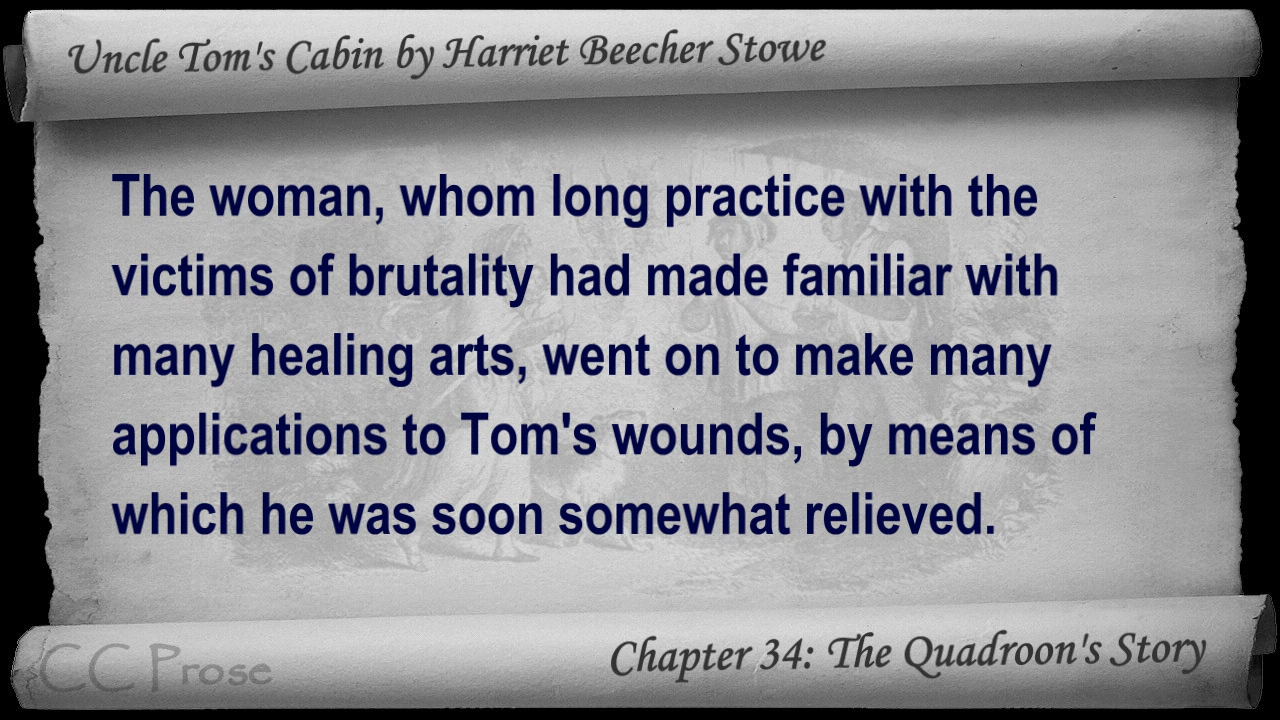 Uncle Tom's Cabin by Harriet Beecher Stowe
The woman, whom long practice with the
victims of brutality had made familiar with
many healing arts, went on to make many
applications to Tom's wounds, by means of
which he was soon somewhat relieved.
CC Prose
Chapter 34: The Quadroon's Story